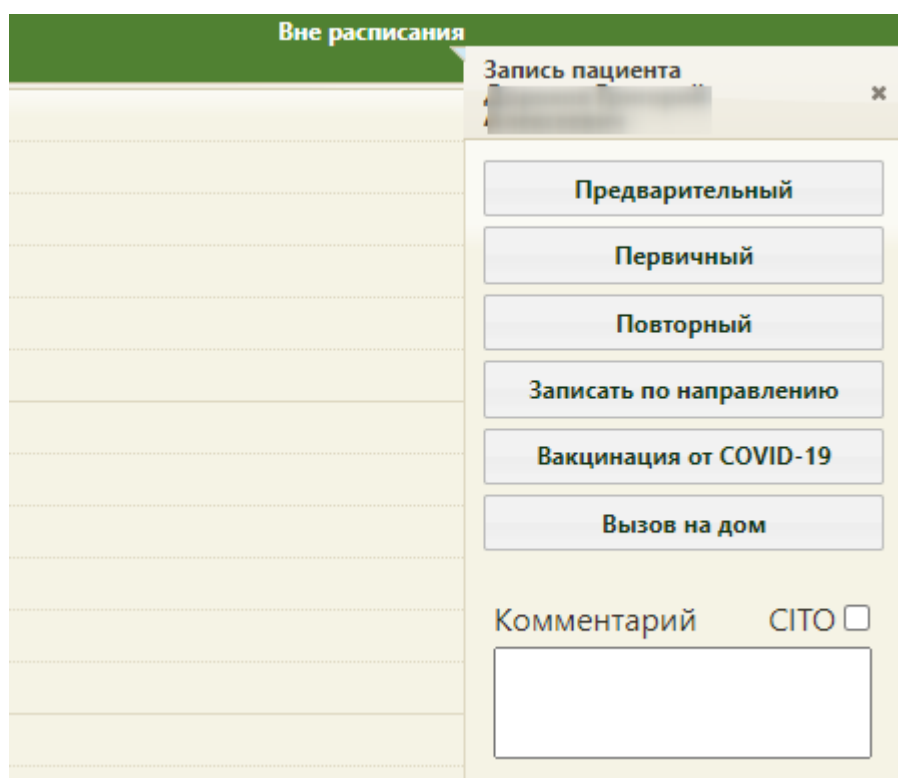 Вне расписания
Запись пациента
Предварительный
Первичный
Повторный
Записать по направлению
Вакцинация от COVID-19
Вызов на дом
Комментарий CITO